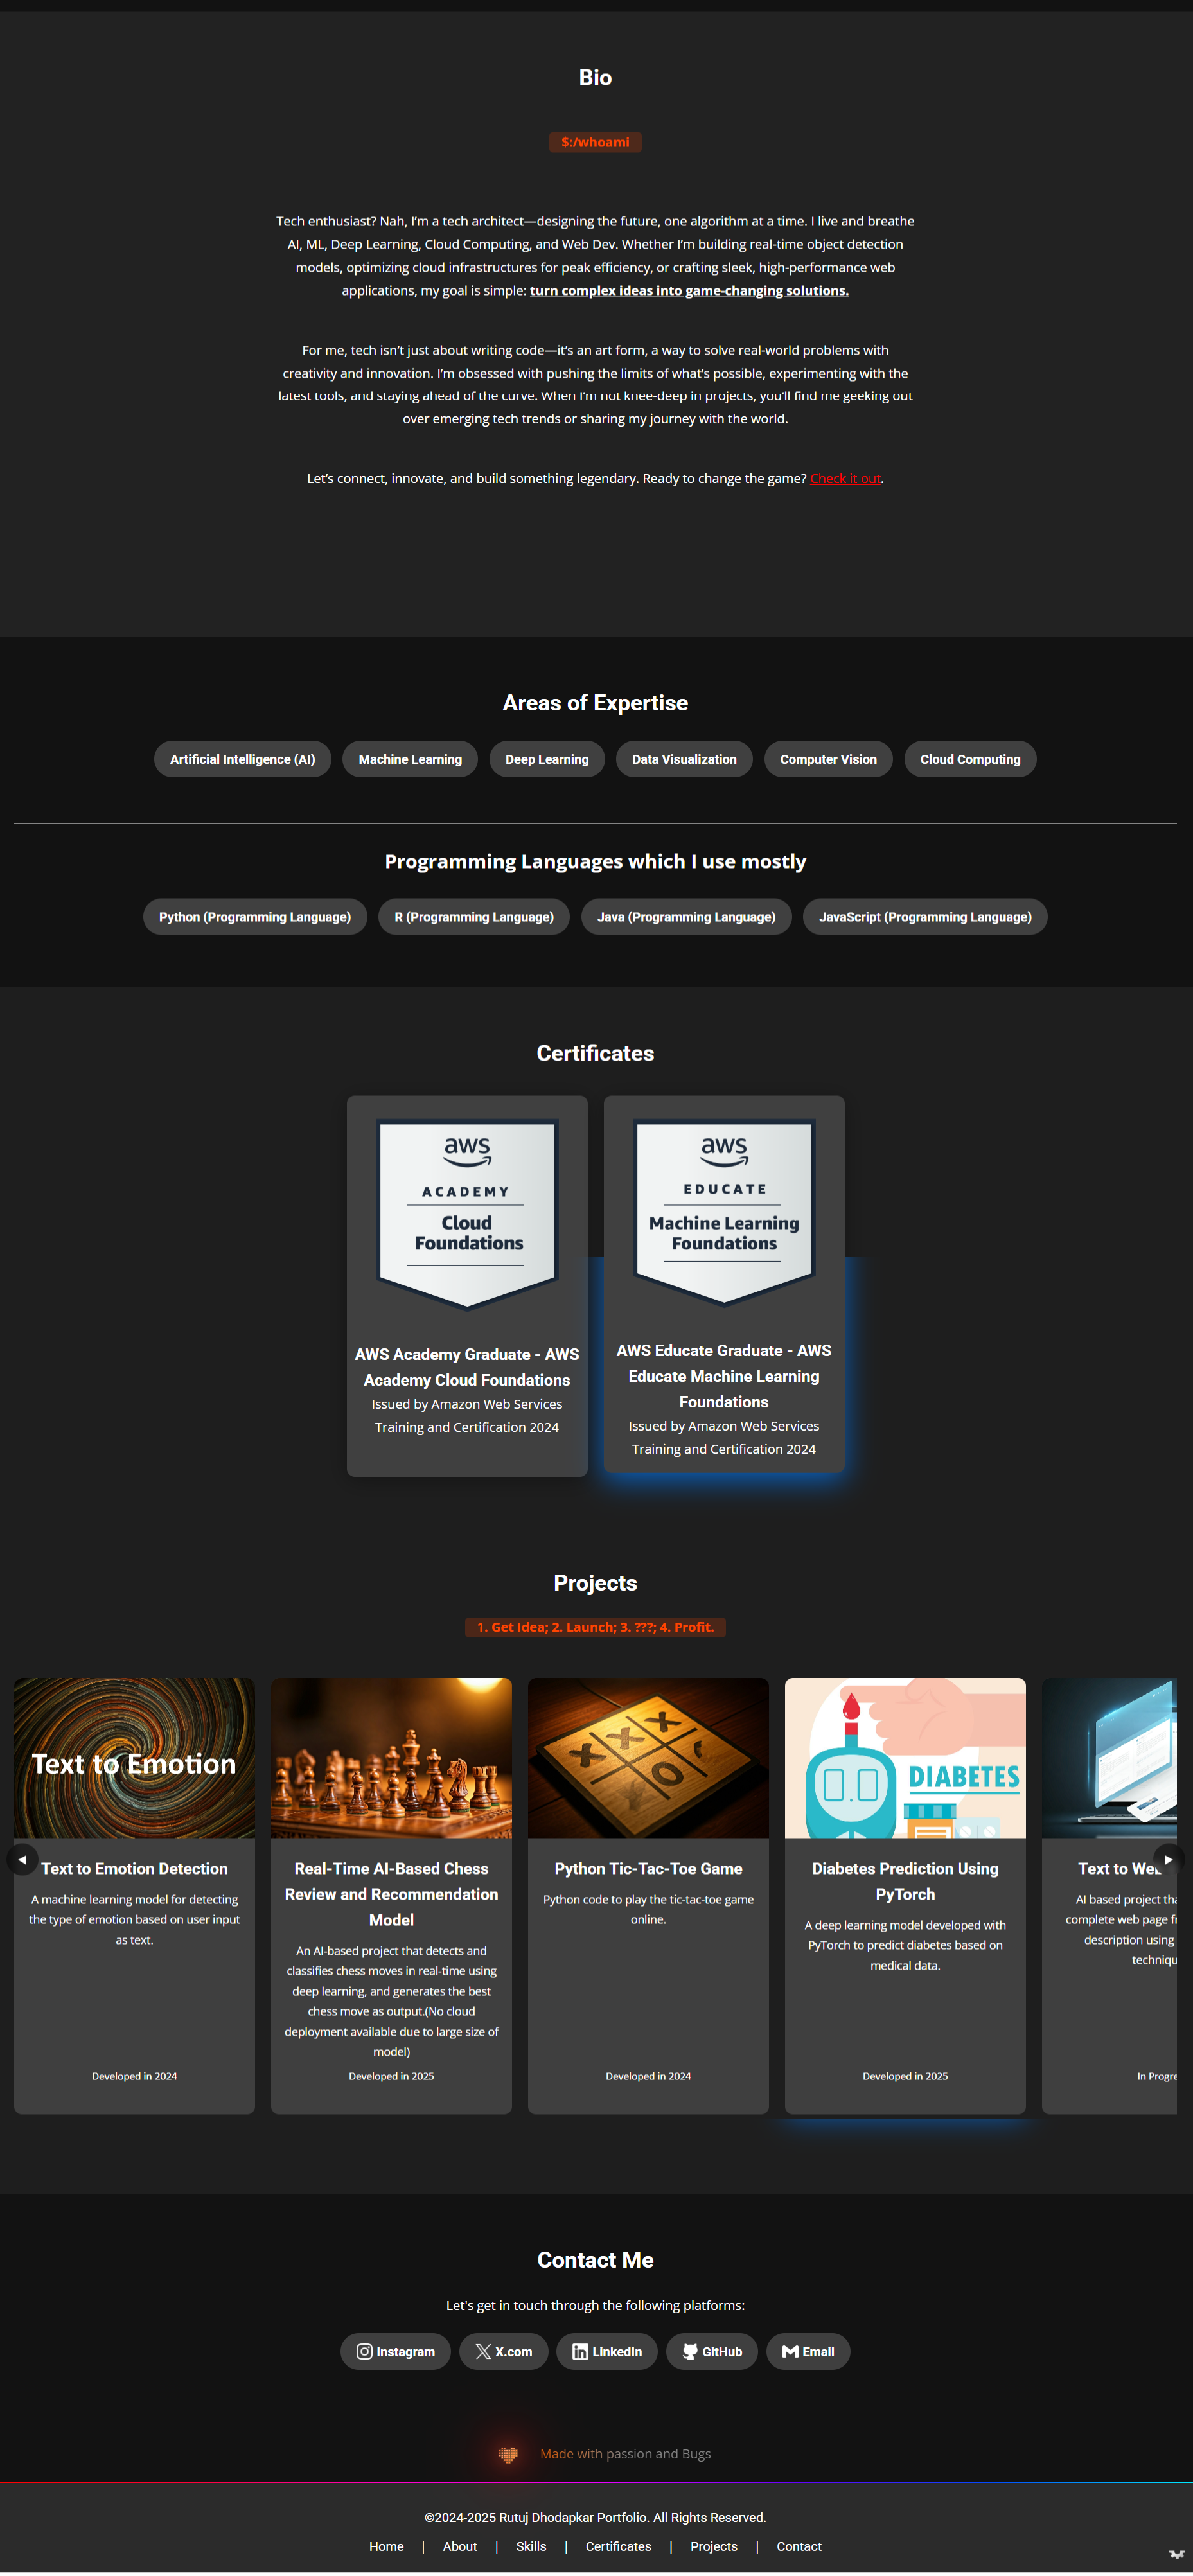 Bio
$:/whoami
Tech enthusiast? Nah, I’m a tech architect—designing the future, one algorithm at a time. I live and breathe
AI, ML, Deep Learning, Cloud Computing, and Web Dev. Whether I’m building real-time object detection
models, optimizing cloud infrastructures for peak efficiency, or crafting sleek, high-performance web
applications, my goal is simple: turn complex ideas into game-changing solutions.
For me, tech isn’t just about writing code—it’s an art form, a way to solve real-world problems with
creativity and innovation. I’m obsessed with pushing the limits of what’s possible, experimenting with the
latest tools, and staying ahead of the curve. When I’m not knee-deep in projects, you’ll find me geeking out
over emerging tech trends or sharing my journey with the world.
Let’s connect, innovate, and build something legendary. Ready to change the game? Check it out.
Areas of Expertise
Artificial Intelligence (AI) Machine Learning Deep Learning Data Visualization Computer Vision Cloud Computing
Programming Languages which I use mostly
Python (Programming Language) R (Programming Language) Java (Programming Language) JavaScript (Programming Language)
Certificates
aws
ACADEMY
Cloud
Foundations
AWS Academy Graduate - AWS
Academy Cloud Foundations
Issued by Amazon Web Services
Training and Certification 2024
aws
EDUCATE
Machine Learning
Foundations
AWS Educate Graduate - AWS
Educate Machine Learning
Foundations
Issued by Amazon Web Services
Training and Certification 2024
Projects
1. Get Idea; 2. Launch; 3. ???; 4. Profit.
Text to Emotion
Text to Emotion Detection
A machine learning model for detecting
the type of emotion based on user input
as text.
Developed in 2024
Real-Time AI-Based Chess
Review and Recommendation
Model
An AI-based project that detects and
classifies chess moves in real-time using
deep learning, and generates the best
chess move as output.(No cloud
deployment available due to large size of
model)
Developed in 2025
Python Tic-Tac-Toe Game
Python code to play the tic-tac-toe game
online.
Developed in 2024
DIABETES
Diabetes Prediction Using
PyTorch
A deep learning model developed with
PyTorch to predict diabetes based on
medical data.
Developed in 2025
Text to
AI based project
complete web page
description using
In
Contact Me
Let's get in touch through the following platforms:
Instagram X.com LinkedIn GitHub Email
Made with passion and Bugs
©2024-2025 Rutuj Dhodapkar Portfolio. All Rights Reserved.
Home | About | Skills | Certificates | Projects | Contact